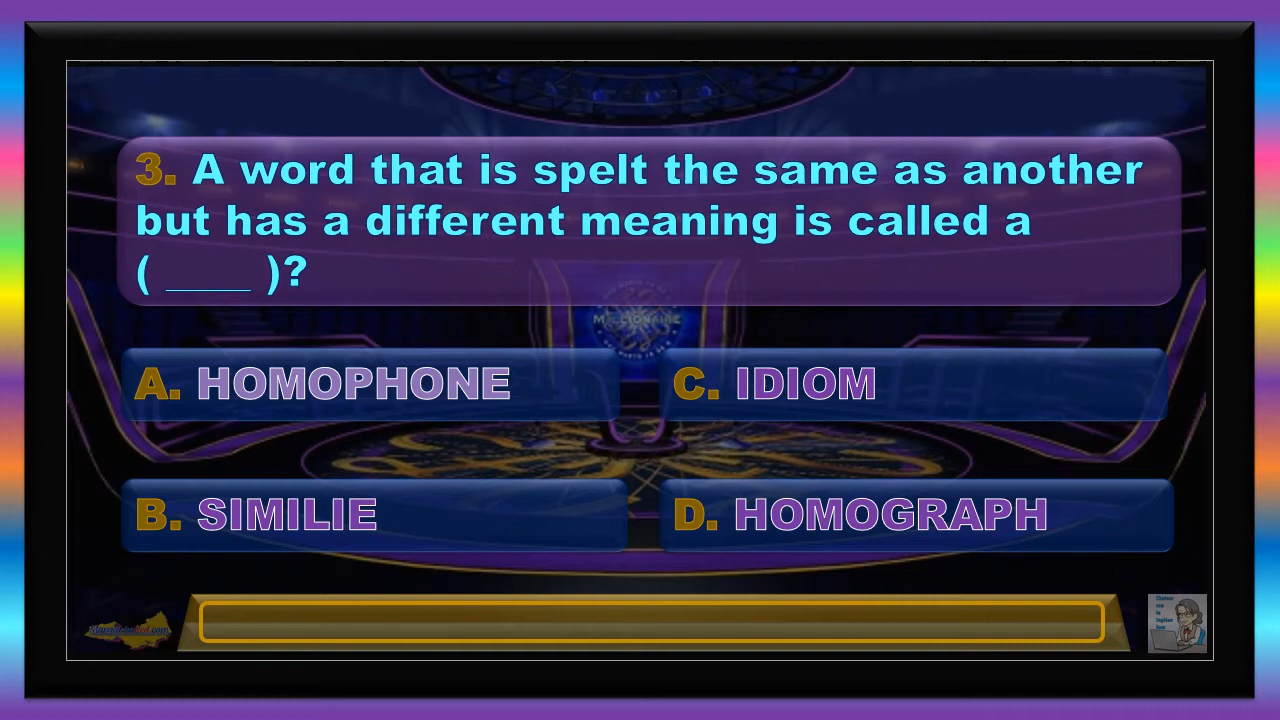 3. A word that is spelt the same as another
but has a different meaning is called a
( ____ )?
MILLIONAIRE
A. HOMOPHONE
C. IDIOM
B. SIMILIE
D. HOMOGRAPH